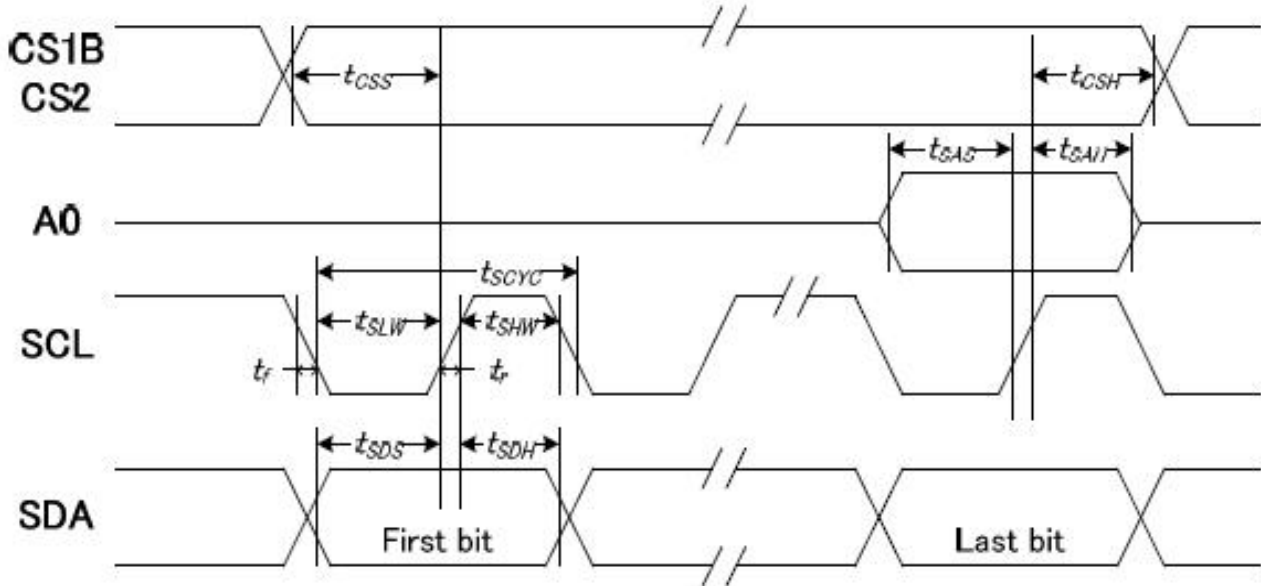 CS1B
CS2
tCSS
tCSH
tSAS
tSAH
A0
tSCYC
SCL
tSLW
tSHW
tf
tr
tSDS
tSDH
SDA
First bit
Last bit